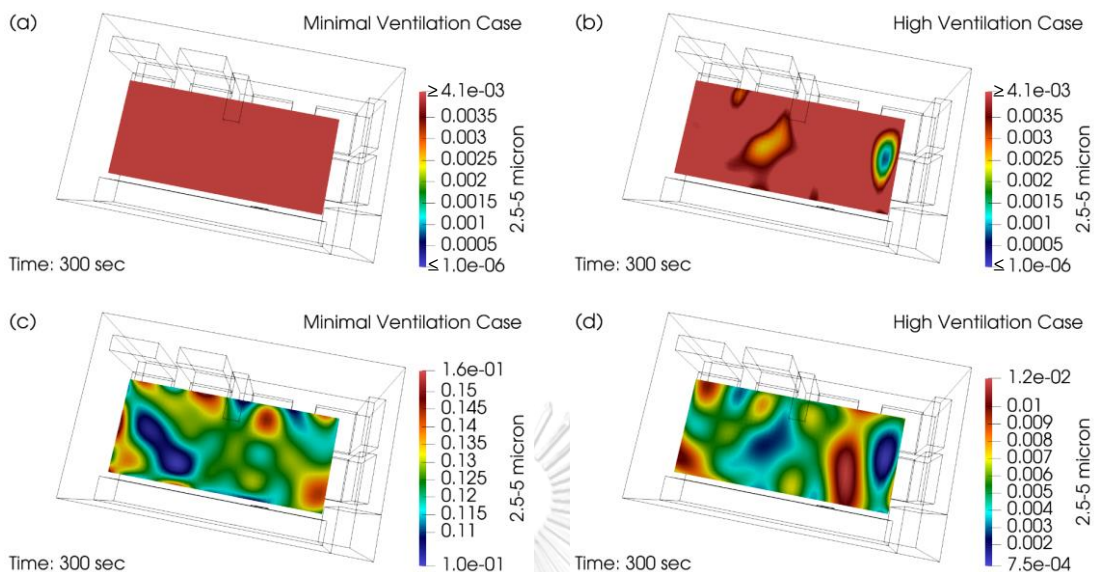 (a) Minimal Ventilation Case
≥ 4.1e-03
0.0035
0.003
0.0025
0.002
0.0015
0.001
0.0005
≤ 1.0e-06
2.5-5 micron
Time: 300 sec
(b) High Ventilation Case
≥ 4.1e-03
0.0035
0.003
0.0025
0.002
0.0015
0.001
0.0005
≤ 1.0e-06
2.5-5 micron
Time: 300 sec
(c) Minimal Ventilation Case
1.6e-01
0.15
0.145
0.14
0.135
0.13
0.125
0.12
0.115
0.11
1.0e-01
2.5-5 micron
Time: 300 sec
(d) High Ventilation Case
1.2e-02
0.01
0.009
0.008
0.007
0.006
0.005
0.004
0.003
0.002
7.5e-04
2.5-5 micron
Time: 300 sec